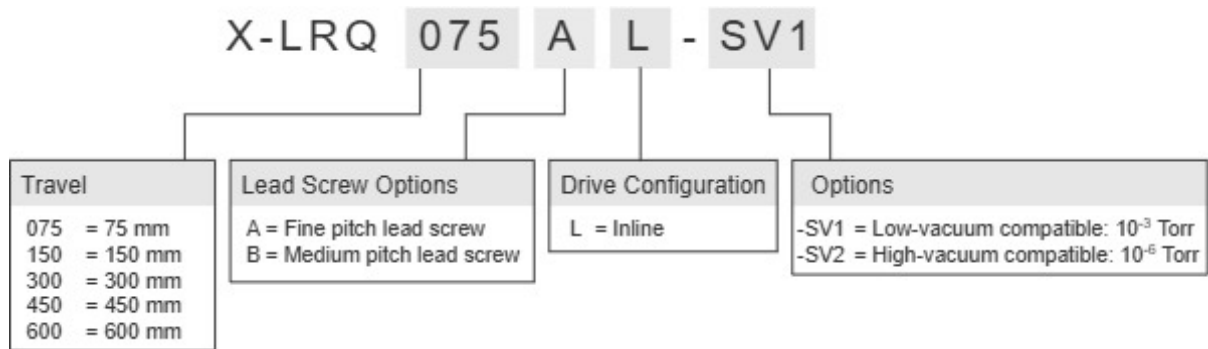 X-LRQ 075 A L - SV1
Travel
075 = 75 mm
150 = 150 mm
300 = 300 mm
450 = 450 mm
600 = 600 mm
Lead Screw Options
A = Fine pitch lead screw
B = Medium pitch lead screw
Drive Configuration
L = Inline
Options
-SV1 = Low-vacuum compatible: 10⁻³ Torr
-SV2 = High-vacuum compatible: 10⁻⁶ Torr